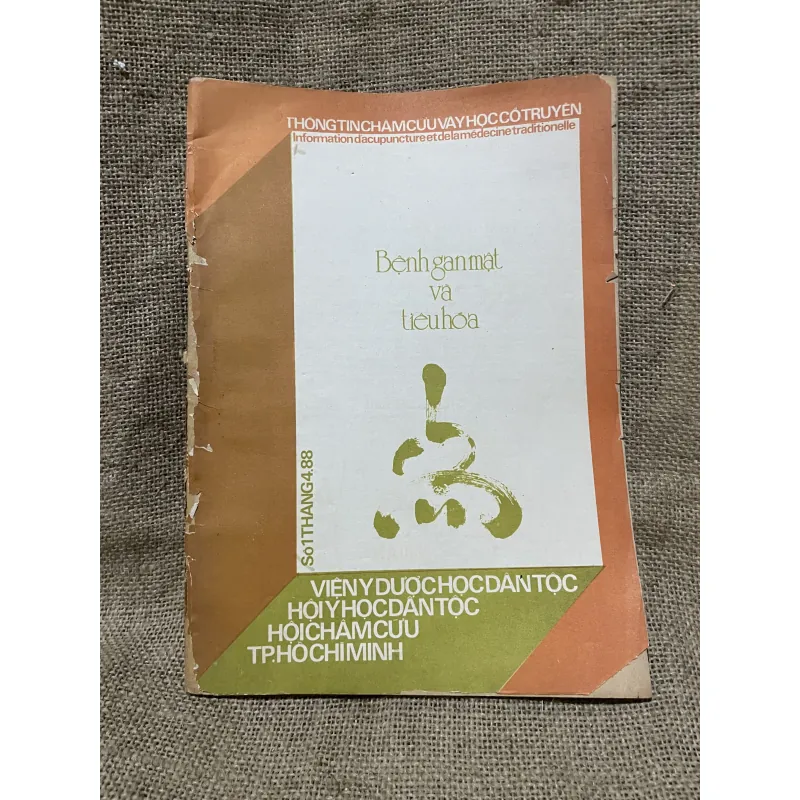 THÔNG TIN CHÂM CỨU VÀ Y HỌC CỔ TRUYỀN
Information d'acupuncture et de la médecine traditionelle
Bệnh gan mật
và
tiêu hóa
Số 1 THÁNG 4.88
VIỆN Y DƯỢC HỌC DÂN TỘC
HỘI Y HỌC DÂN TỘC
HỘI CHÂM CỨU
TP. HỒ CHÍ MINH